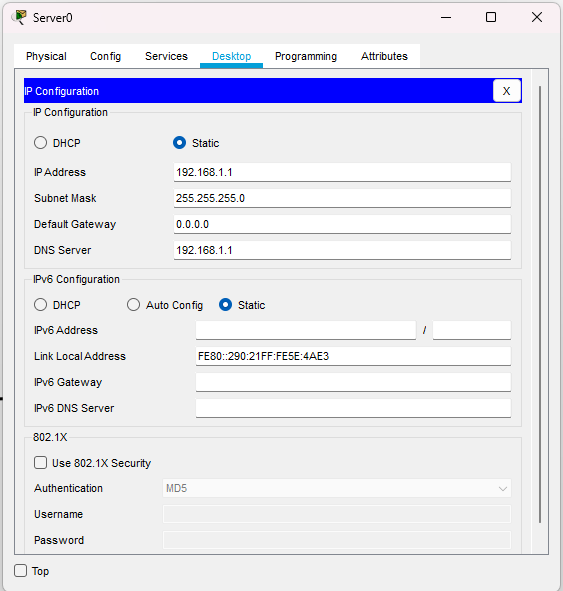 Server0
Physical Config Services Desktop Programming Attributes
IP Configuration X
IP Configuration
DHCP Static
IP Address 192.168.1.1
Subnet Mask 255.255.255.0
Default Gateway 0.0.0.0
DNS Server 192.168.1.1
IPv6 Configuration
DHCP Auto Config Static
IPv6 Address /
Link Local Address FE80::290:21FF:FE5E:4AE3
IPv6 Gateway
IPv6 DNS Server
802.1X
Use 802.1X Security
Authentication MD5
Username
Password
Top